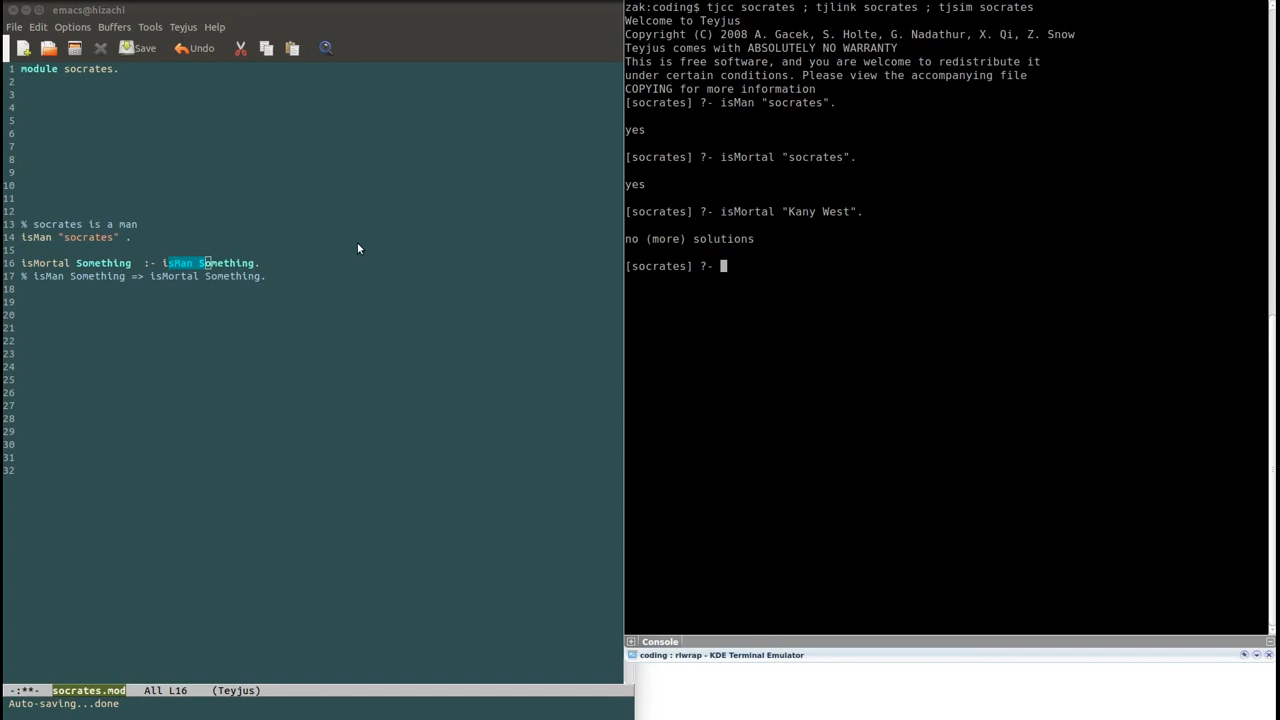 emacs@hizachi
File Edit Options Buffers Tools Teyjus Help
Save Undo
1 module socrates.
2
3
4
5
6
7
8
9
10
11
12
13 % socrates is a man
14 isMan "socrates" .
15
16 isMortal Something  :- isMan Something.
17 % isMan Something => isMortal Something.
18
19
20
21
22
23
24
25
26
27
28
29
30
31
32
-:**- socrates.mod All L16 (Teyjus)
Auto-saving...done
zak:coding$ tjcc socrates ; tjlink socrates ; tjsim socrates
Welcome to Teyjus
Copyright (C) 2008 A. Gacek, S. Holte, G. Nadathur, X. Qi, Z. Snow
Teyjus comes with ABSOLUTELY NO WARRANTY
This is free software, and you are welcome to redistribute it
under certain conditions. Please view the accompanying file
COPYING for more information
[socrates] ?- isMan "socrates".
yes
[socrates] ?- isMortal "socrates".
yes
[socrates] ?- isMortal "Kany West".
no (more) solutions
[socrates] ?-
Console
coding : rlwrap - KDE Terminal Emulator